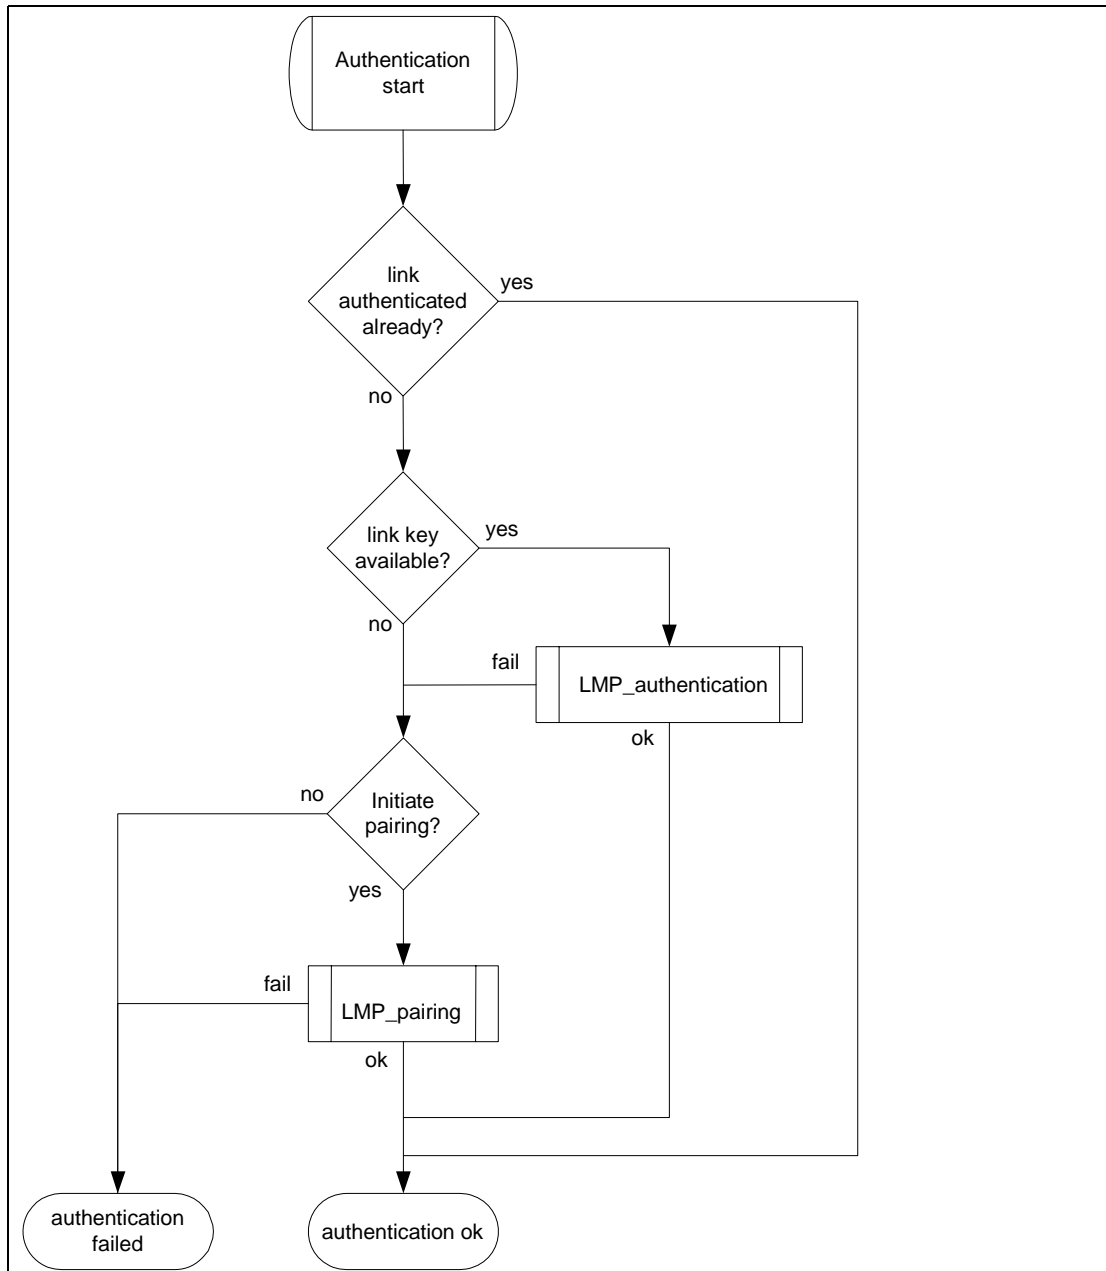 Authentication
start
link
authenticated
already?
yes
no
link key
available?
yes
no
fail
LMP_authentication
ok
no
Initiate
pairing?
yes
fail
LMP_pairing
ok
authentication
failed
authentication ok